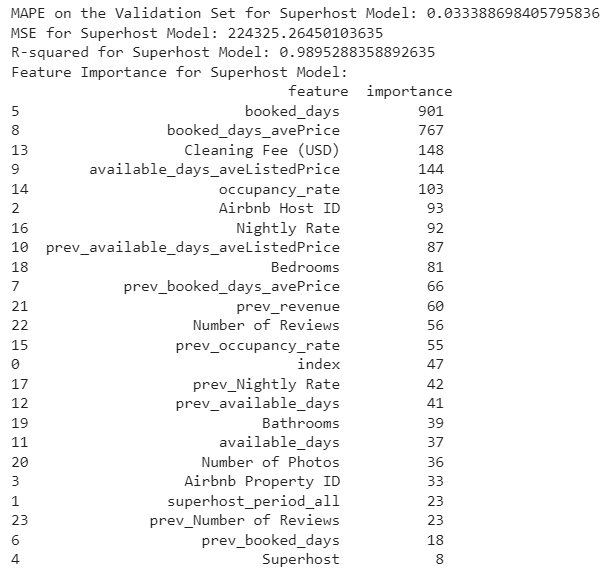 MAPE on the Validation Set for Superhost Model: 0.033388698405795836
MSE for Superhost Model: 224325.26450103635
R-squared for Superhost Model: 0.9895288358892635
Feature Importance for Superhost Model:
feature importance
5 booked_days 901
8 booked_days_avePrice 767
13 Cleaning Fee (USD) 148
9 available_days_aveListedPrice 144
14 occupancy_rate 103
2 Airbnb Host ID 93
16 Nightly Rate 92
10 prev_available_days_aveListedPrice 87
18 Bedrooms 81
7 prev_booked_days_avePrice 66
21 prev_revenue 60
22 Number of Reviews 56
15 prev_occupancy_rate 55
0 index 47
17 prev_Nightly Rate 42
12 prev_available_days 41
19 Bathrooms 39
11 available_days 37
20 Number of Photos 36
3 Airbnb Property ID 33
1 superhost_period_all 23
23 prev_Number of Reviews 23
6 prev_booked_days 18
4 Superhost 8